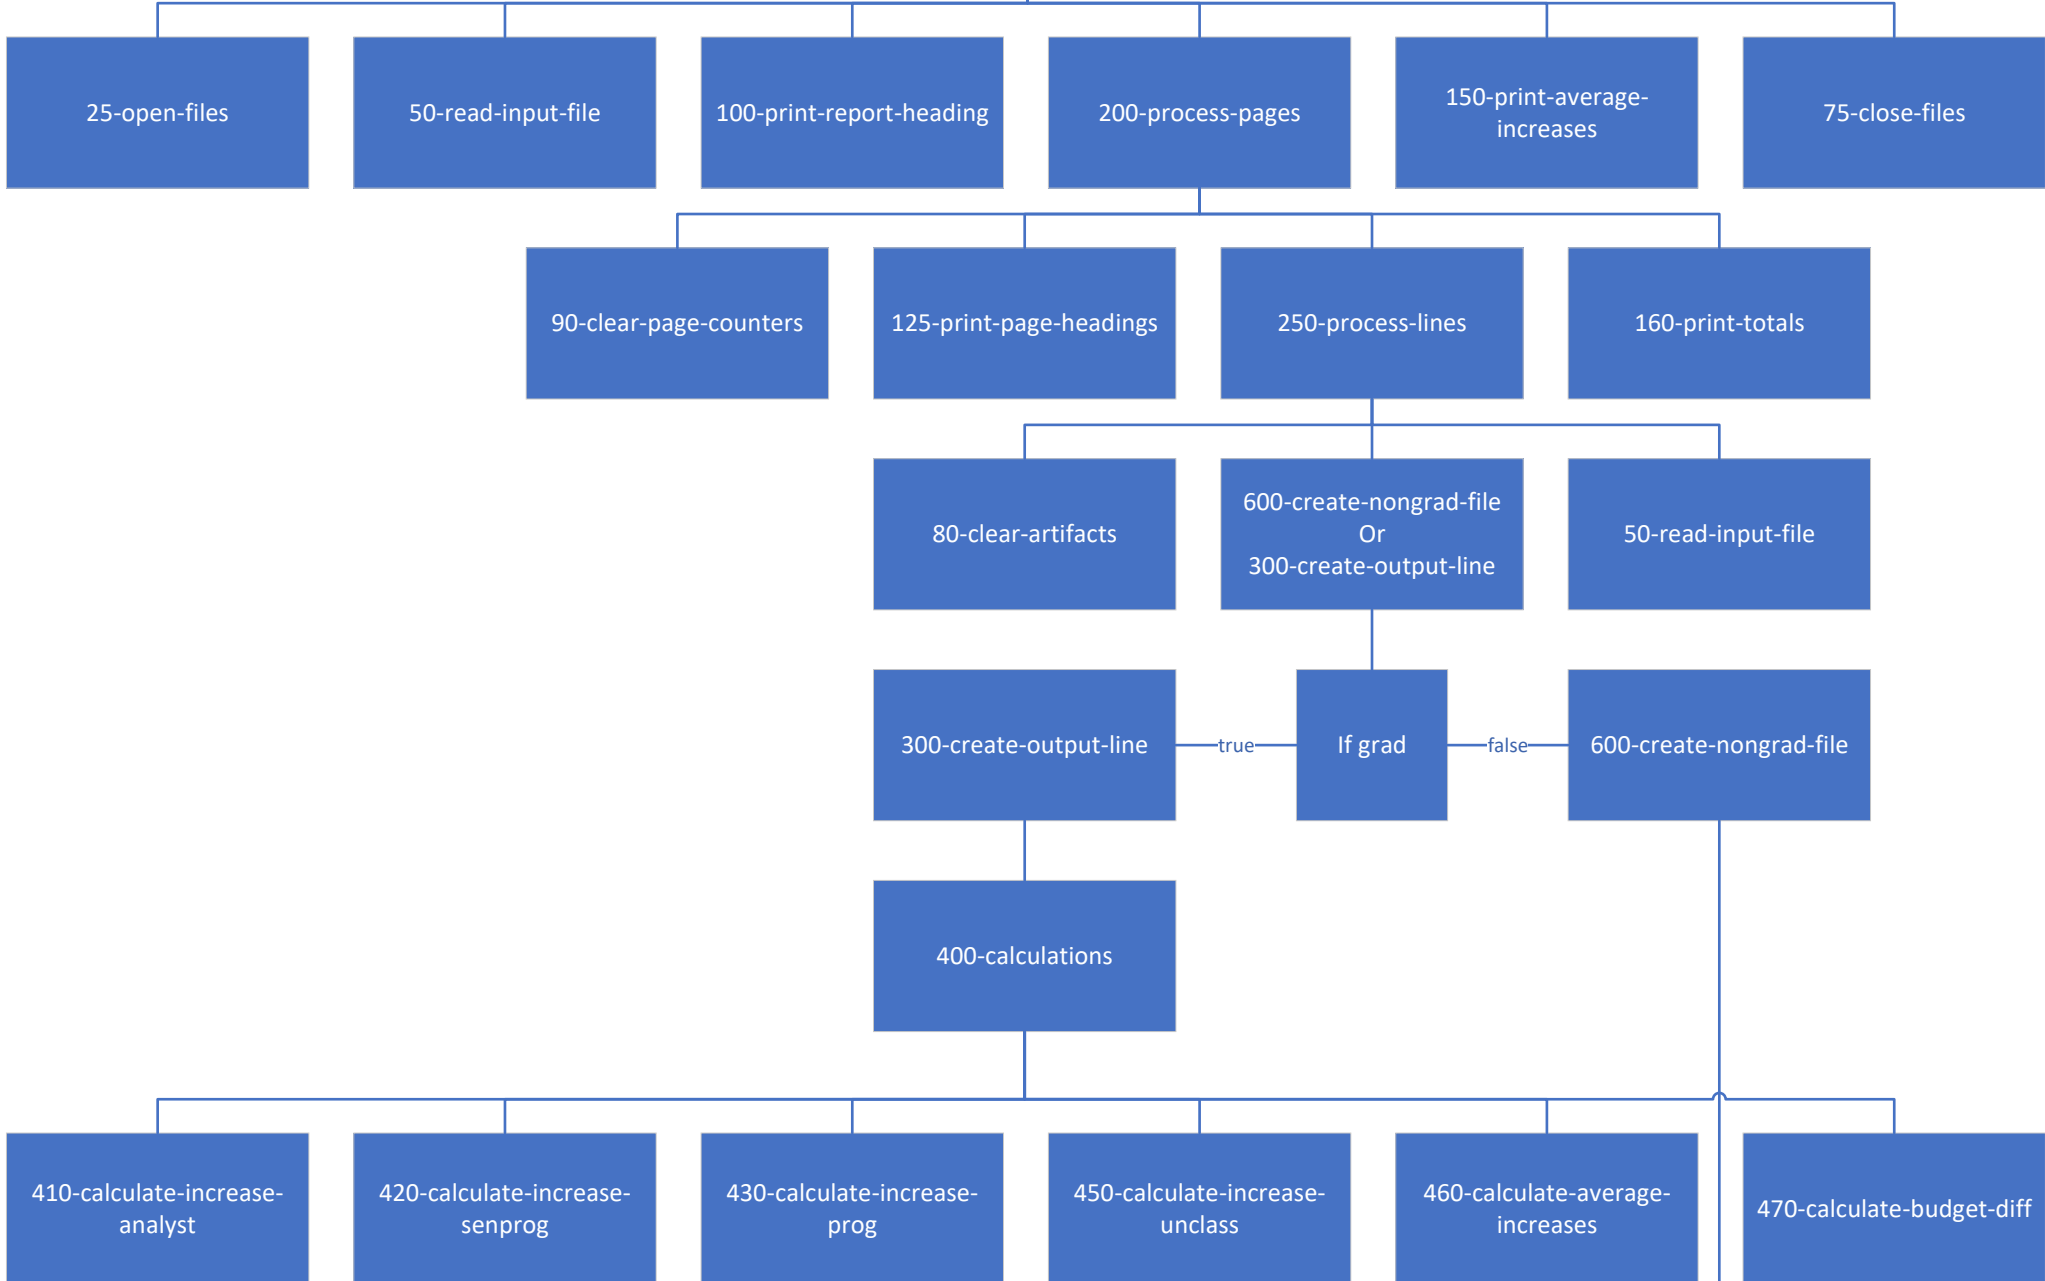 25-open-files
50-read-input-file
100-print-report-heading
200-process-pages
150-print-average-
increases
75-close-files
90-clear-page-counters
125-print-page-headings
250-process-lines
160-print-totals
80-clear-artifacts
600-create-nongrad-file
Or
300-create-output-line
50-read-input-file
300-create-output-line
true
If grad
false
600-create-nongrad-file
400-calculations
410-calculate-increase-
analyst
420-calculate-increase-
senprog
430-calculate-increase-
prog
450-calculate-increase-
unclass
460-calculate-average-
increases
470-calculate-budget-diff